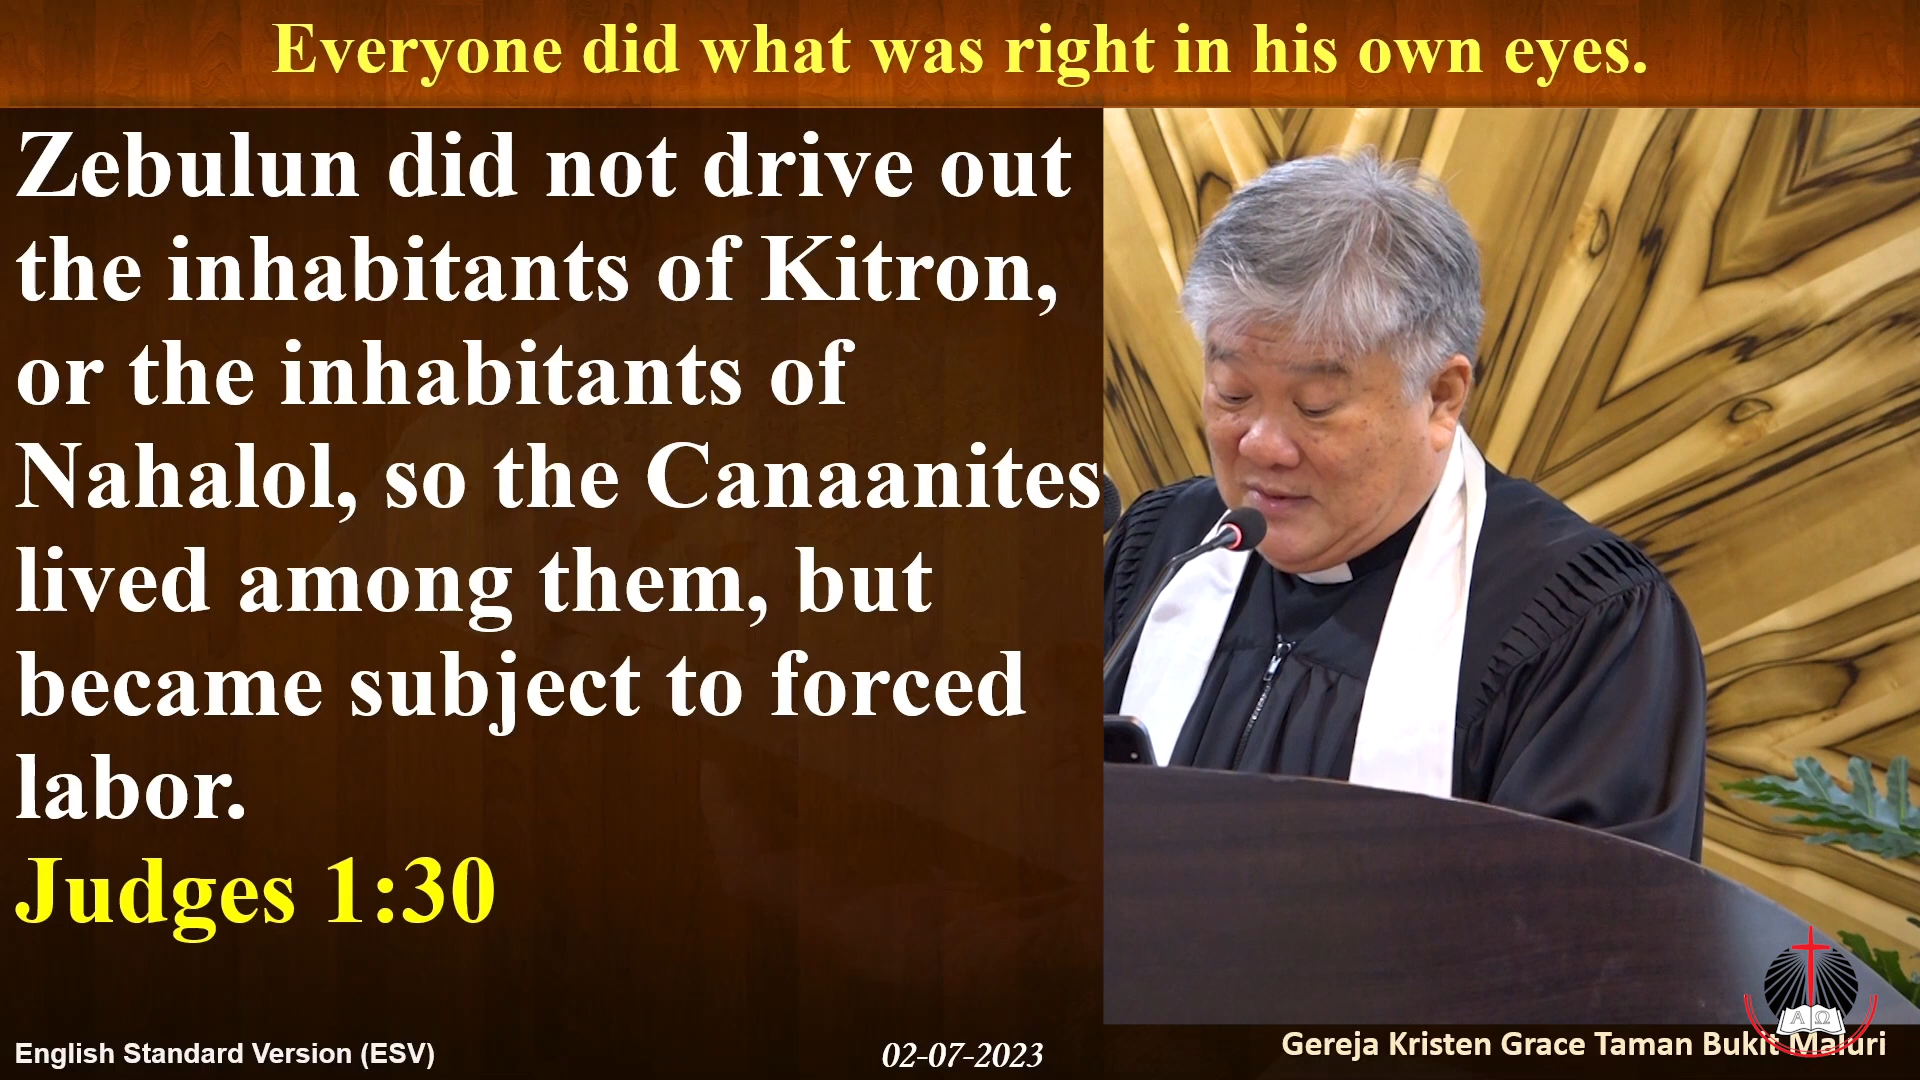 Everyone did what was right in his own eyes.
Zebulun did not drive out
the inhabitants of Kitron,
or the inhabitants of
Nahalol, so the Canaanites
lived among them, but
became subject to forced
labor.
Judges 1:30
English Standard Version (ESV)
02-07-2023
Gereja Kristen Grace Taman Bukit Maluri
A Ω